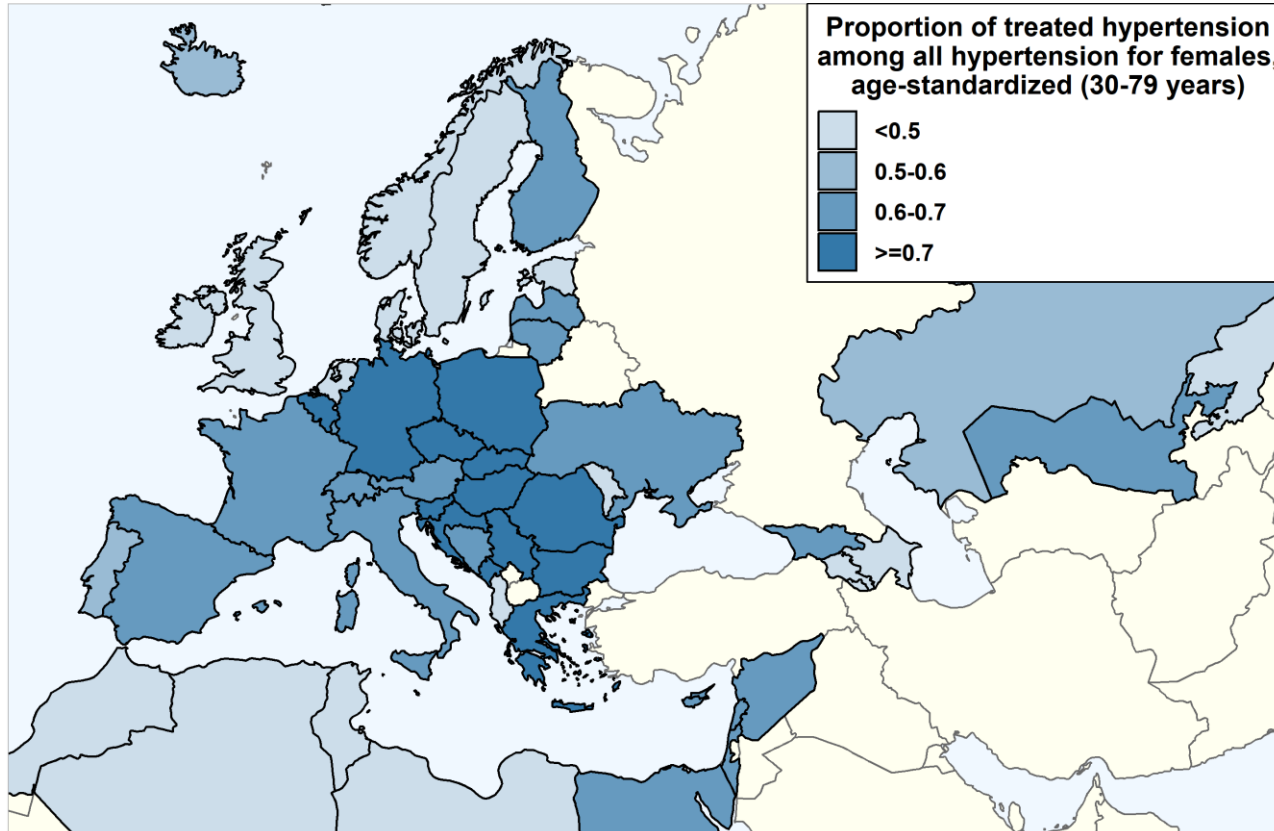 Proportion of treated hypertension
among all hypertension for females,
age-standardized (30-79 years)
<0.5
0.5-0.6
0.6-0.7
>=0.7